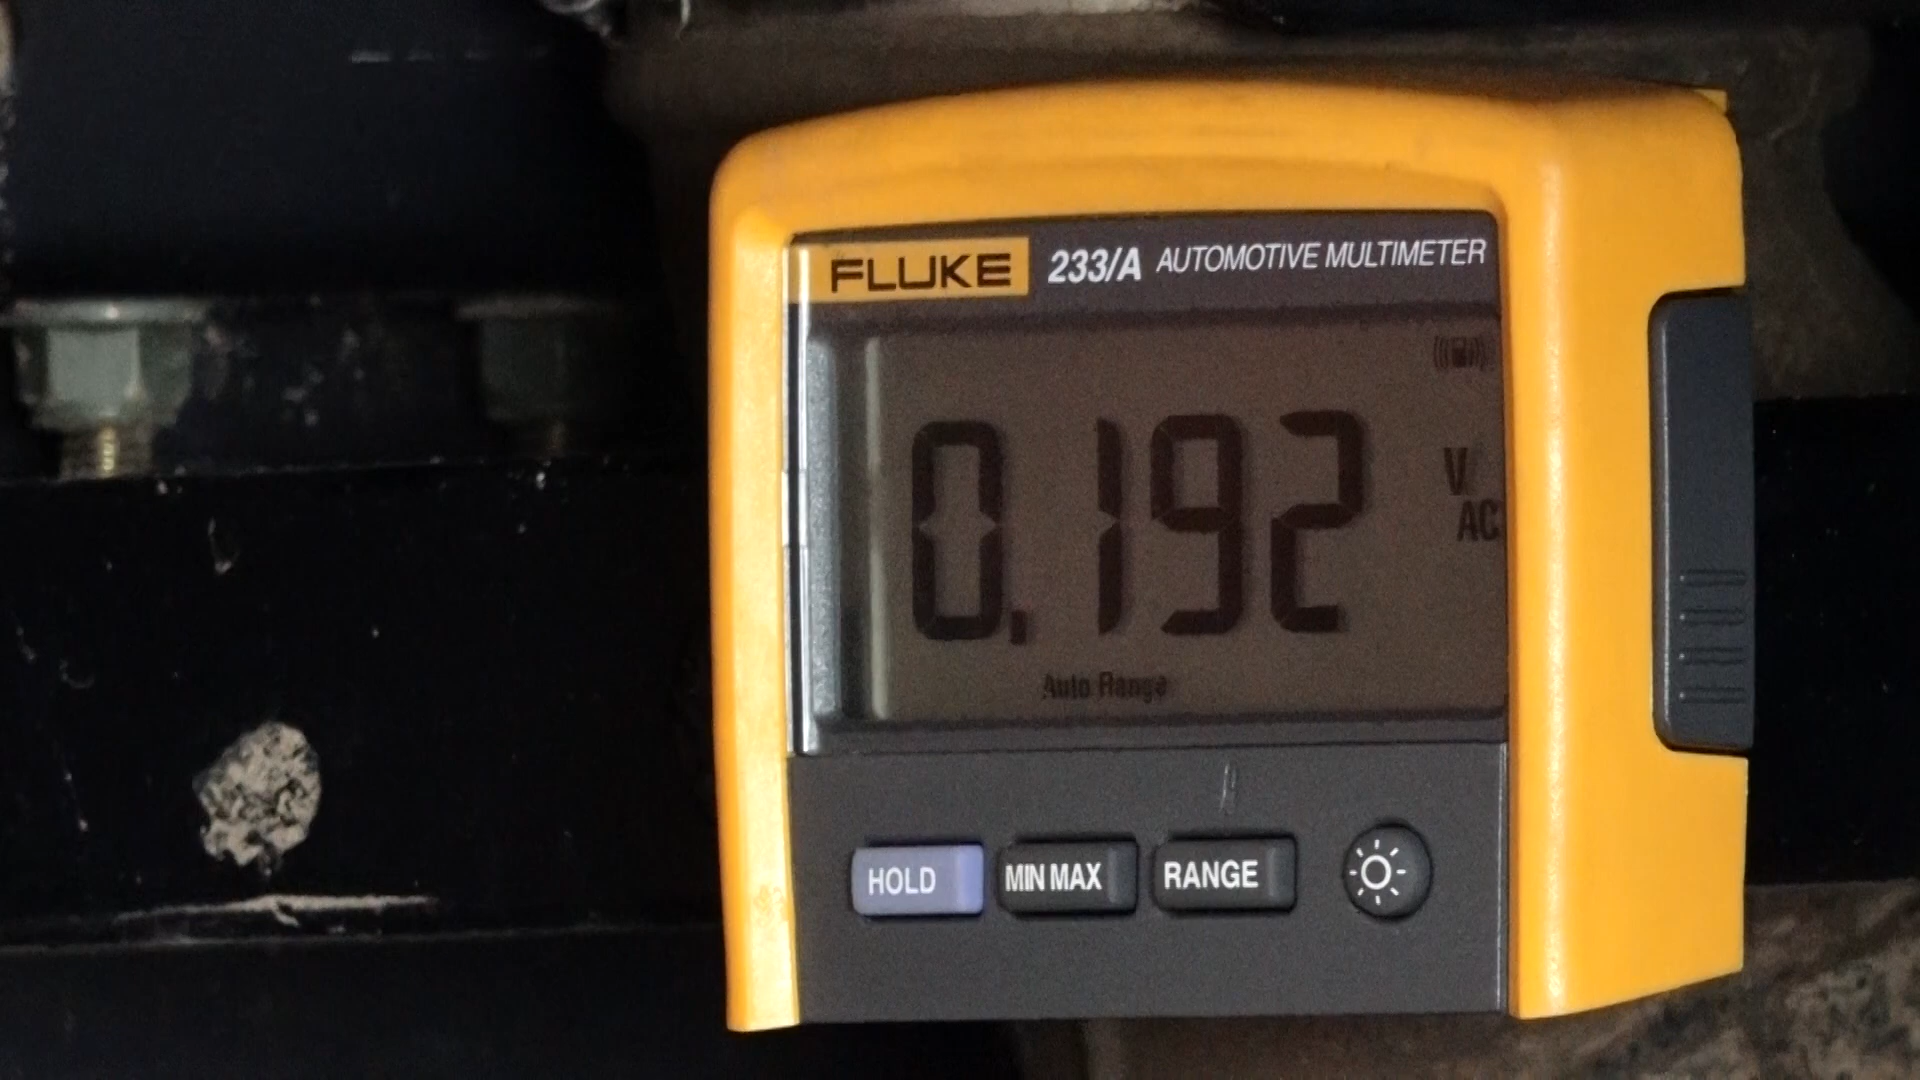 FLUKE 233/A AUTOMOTIVE MULTIMETER
0.192 V AC
Auto Range
HOLD MIN MAX RANGE